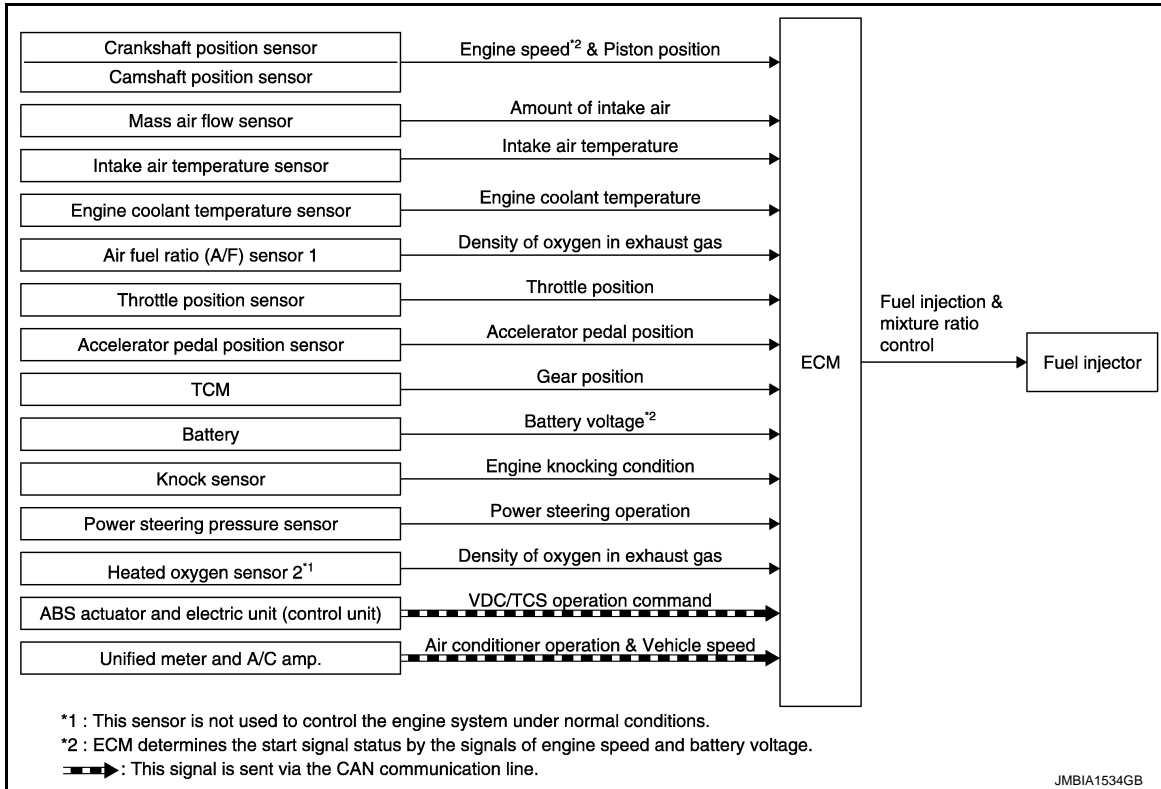 Crankshaft position sensor
Camshaft position sensor
Engine speed*2 & Piston position
Mass air flow sensor
Amount of intake air
Intake air temperature sensor
Intake air temperature
Engine coolant temperature sensor
Engine coolant temperature
Air fuel ratio (A/F) sensor 1
Density of oxygen in exhaust gas
Throttle position sensor
Throttle position
Accelerator pedal position sensor
Accelerator pedal position
TCM
Gear position
Battery
Battery voltage*2
Knock sensor
Engine knocking condition
Power steering pressure sensor
Power steering operation
Heated oxygen sensor 2*1
Density of oxygen in exhaust gas
ABS actuator and electric unit (control unit)
VDC/TCS operation command
Unified meter and A/C amp.
Air conditioner operation & Vehicle speed
ECM
Fuel injection &
mixture ratio
control
Fuel injector
*1 : This sensor is not used to control the engine system under normal conditions.
*2 : ECM determines the start signal status by the signals of engine speed and battery voltage.
: This signal is sent via the CAN communication line.
JMBIA1534GB